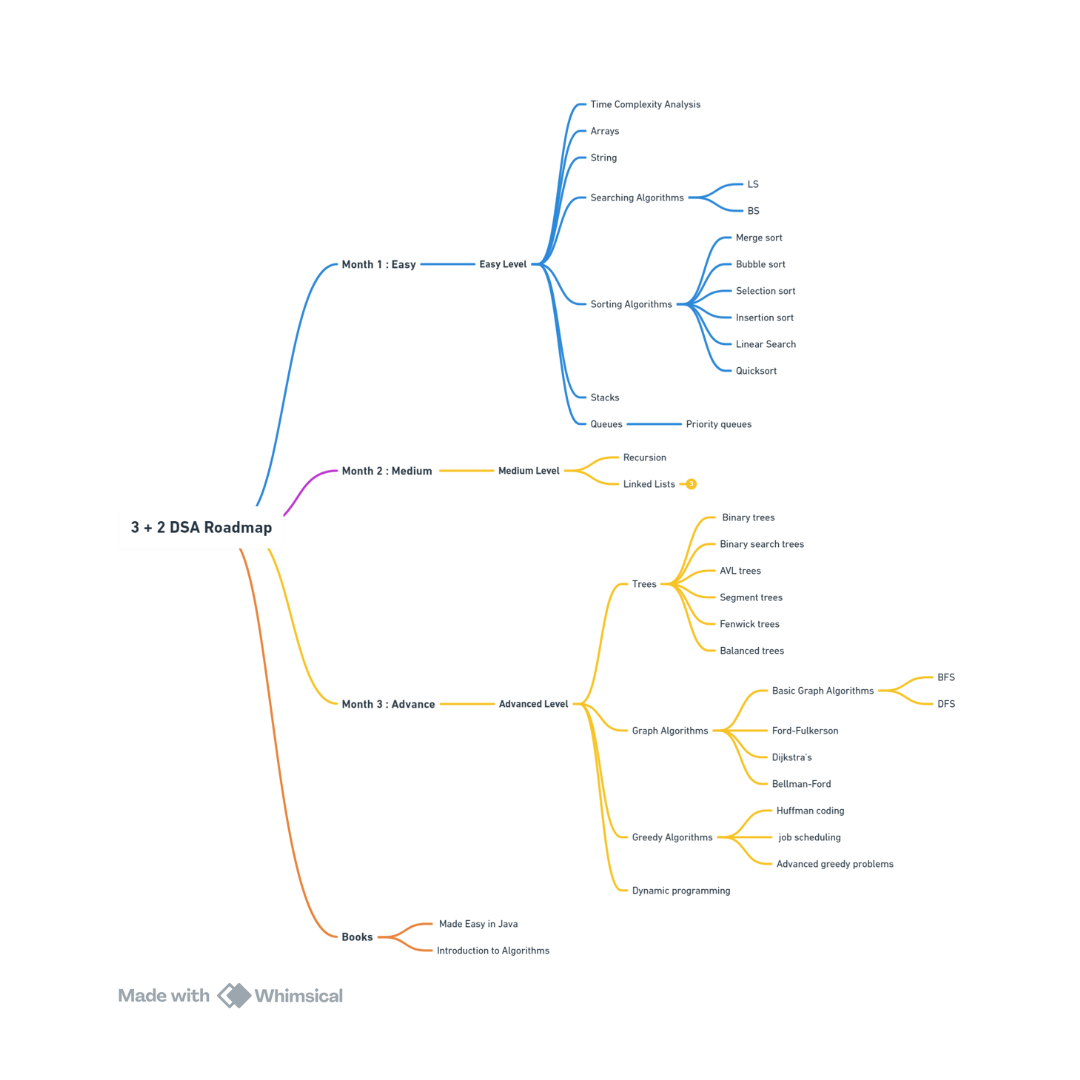 3 + 2 DSA Roadmap
Month 1 : Easy
Easy Level
Time Complexity Analysis
Arrays
String
Searching Algorithms
LS
BS
Sorting Algorithms
Merge sort
Bubble sort
Selection sort
Insertion sort
Linear Search
Quicksort
Stacks
Queues
Priority queues
Month 2 : Medium
Medium Level
Recursion
Linked Lists
Month 3 : Advance
Advanced Level
Trees
Binary trees
Binary search trees
AVL trees
Segment trees
Fenwick trees
Balanced trees
Graph Algorithms
Basic Graph Algorithms
BFS
DFS
Ford-Fulkerson
Dijkstra's
Bellman-Ford
Greedy Algorithms
Huffman coding
job scheduling
Advanced greedy problems
Dynamic programming
Books
Made Easy in Java
Introduction to Algorithms
Made with Whimsical